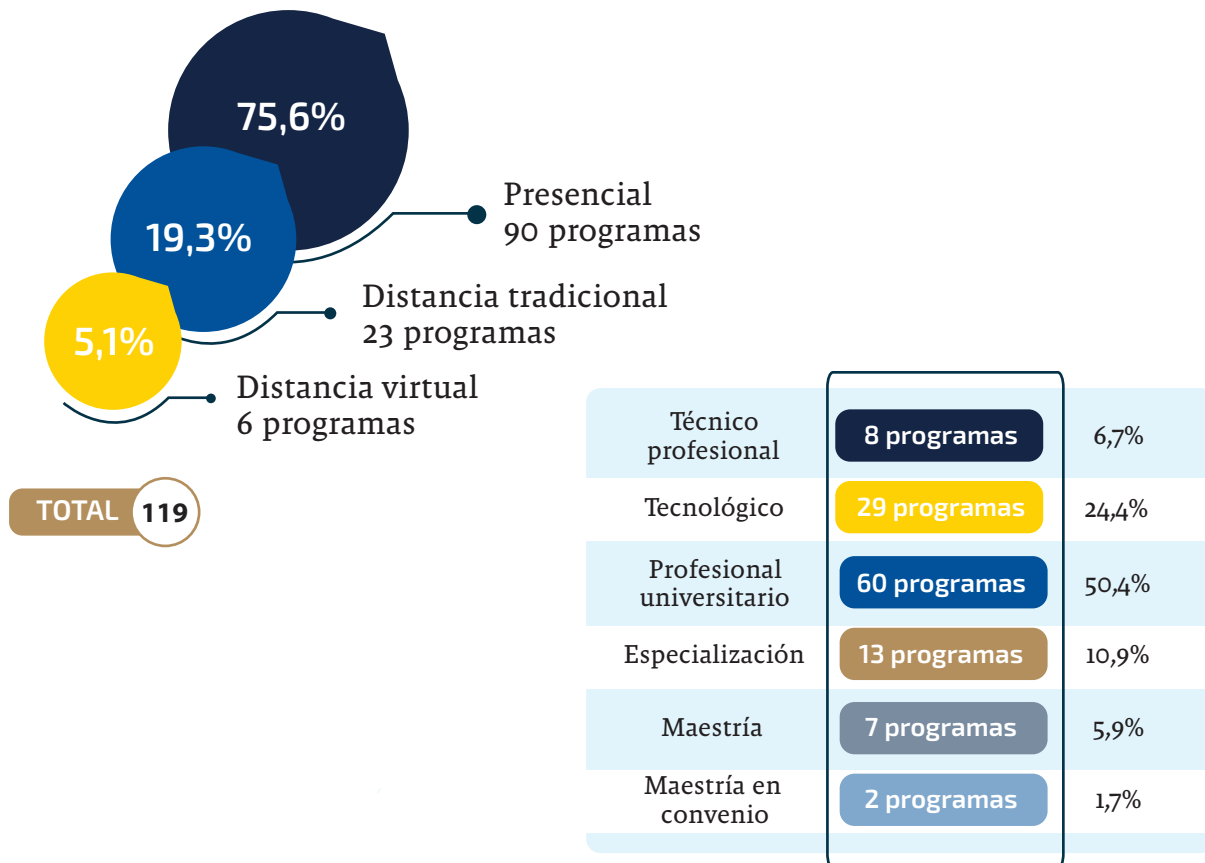 75,6%
Presencial
90 programas
19,3%
Distancia tradicional
23 programas
5,1%
Distancia virtual
6 programas
TOTAL 119
Técnico
profesional
8 programas
6,7%
Tecnológico
29 programas
24,4%
Profesional
universitario
60 programas
50,4%
Especialización
13 programas
10,9%
Maestría
7 programas
5,9%
Maestría en
convenio
2 programas
1,7%